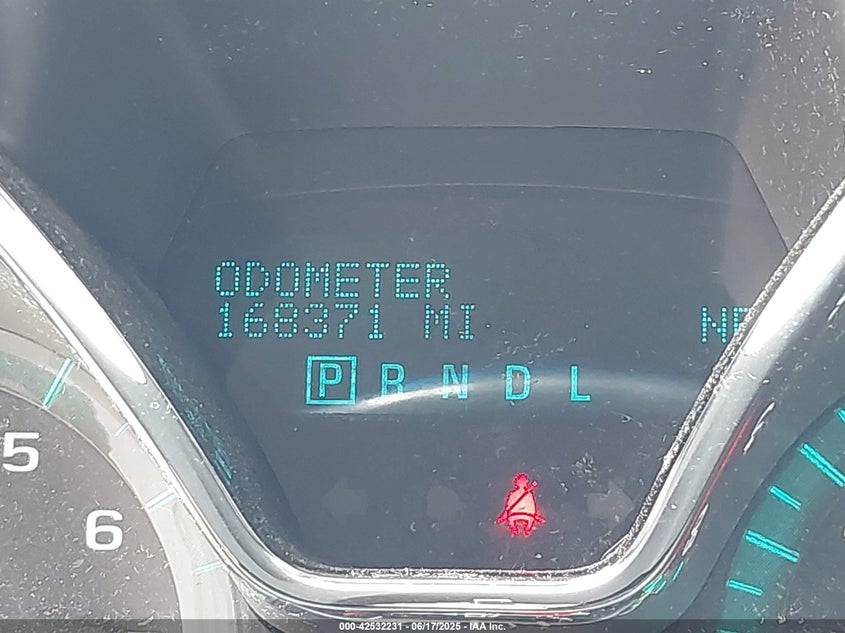 ODOMETER
168371 MI
P R N D L
5
6
000-42532231 - 06/17/2025 - IAA Inc.